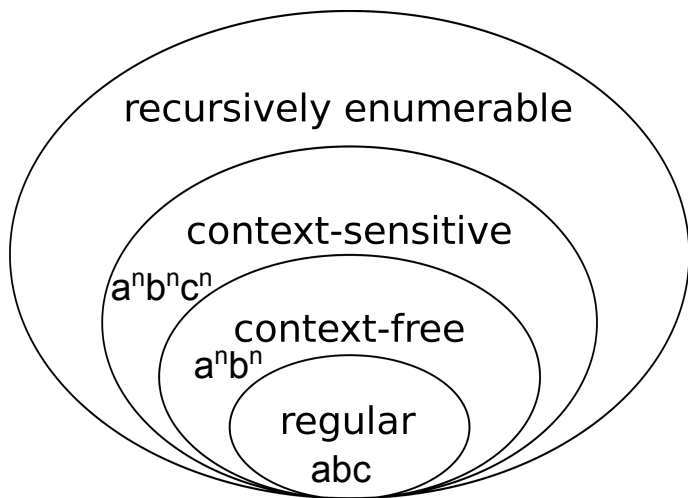 recursively enumerable
context-sensitive
aⁿbⁿcⁿ
context-free
aⁿbⁿ
regular
abc